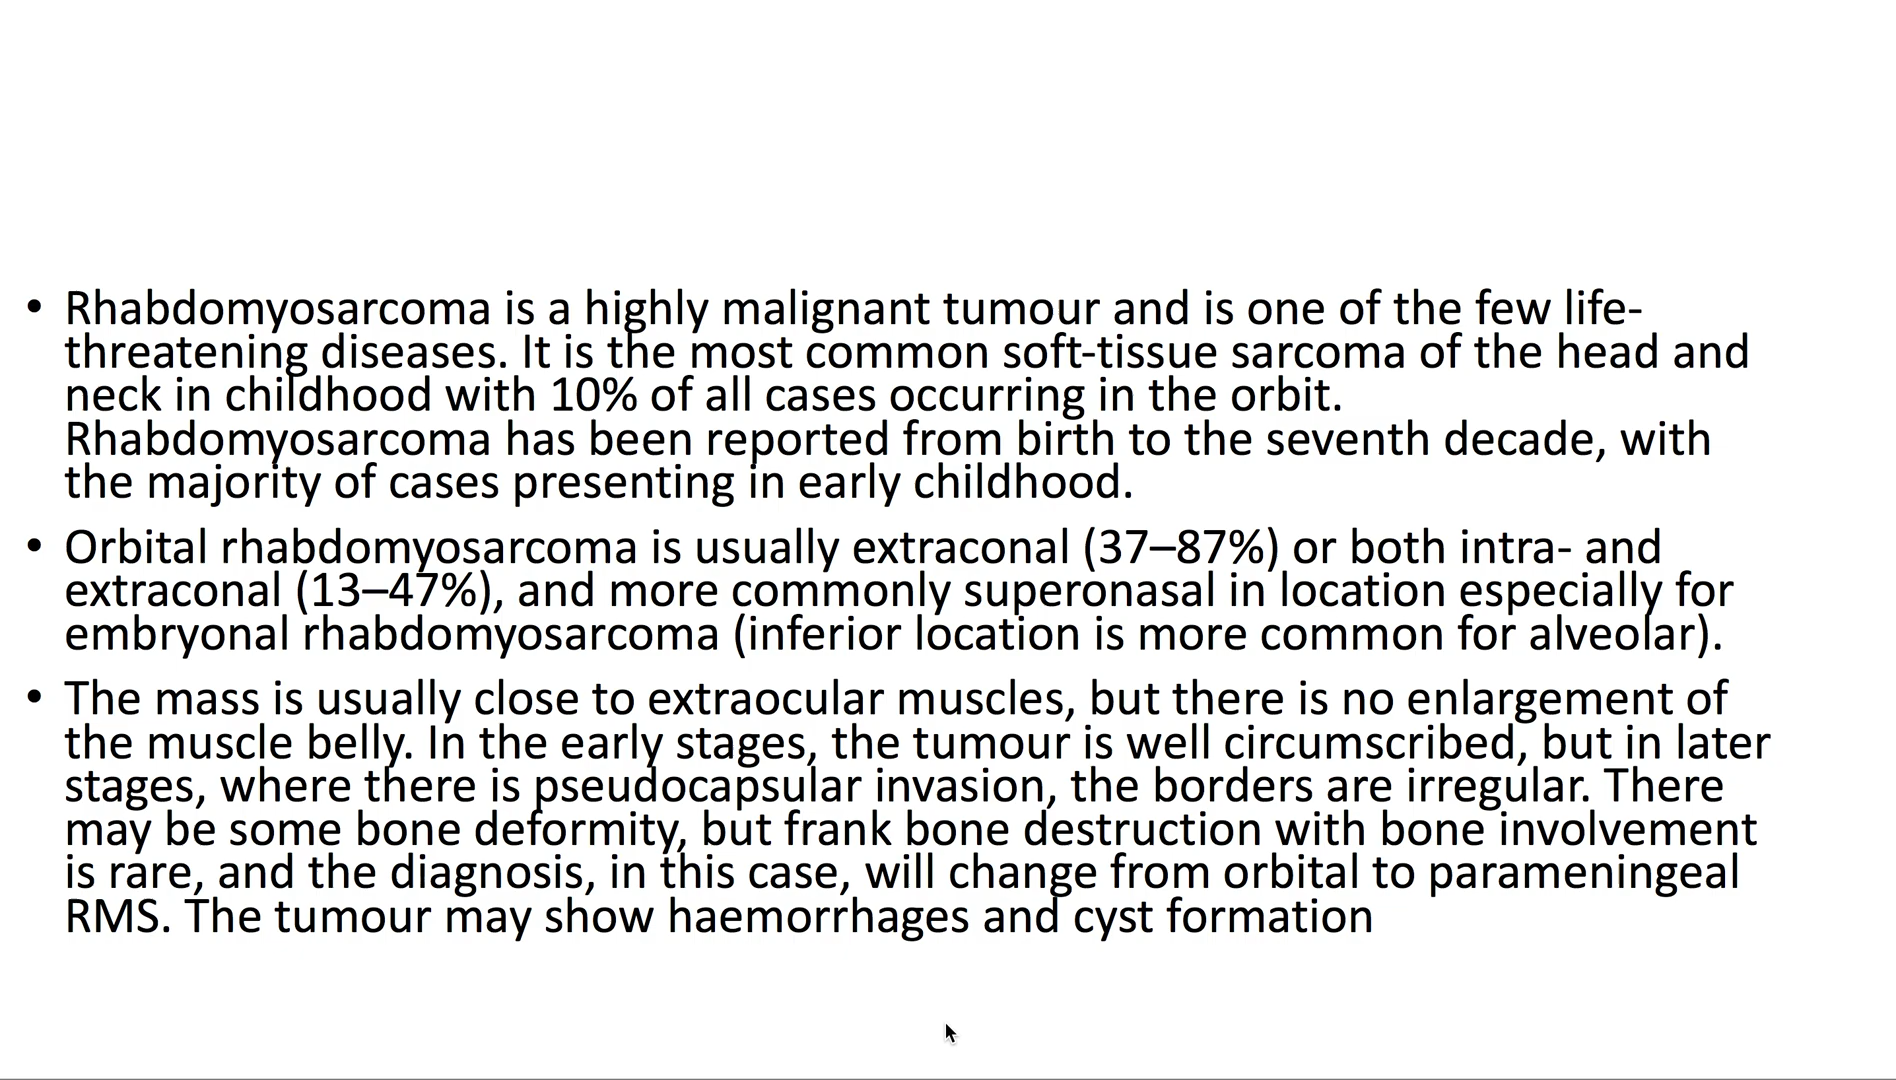 • Rhabdomyosarcoma is a highly malignant tumour and is one of the few life-
threatening diseases. It is the most common soft-tissue sarcoma of the head and
neck in childhood with 10% of all cases occurring in the orbit.
Rhabdomyosarcoma has been reported from birth to the seventh decade, with
the majority of cases presenting in early childhood.
• Orbital rhabdomyosarcoma is usually extraconal (37–87%) or both intra- and
extraconal (13–47%), and more commonly superonasal in location especially for
embryonal rhabdomyosarcoma (inferior location is more common for alveolar).
• The mass is usually close to extraocular muscles, but there is no enlargement of
the muscle belly. In the early stages, the tumour is well circumscribed, but in later
stages, where there is pseudocapsular invasion, the borders are irregular. There
may be some bone deformity, but frank bone destruction with bone involvement
is rare, and the diagnosis, in this case, will change from orbital to parameningeal
RMS. The tumour may show haemorrhages and cyst formation